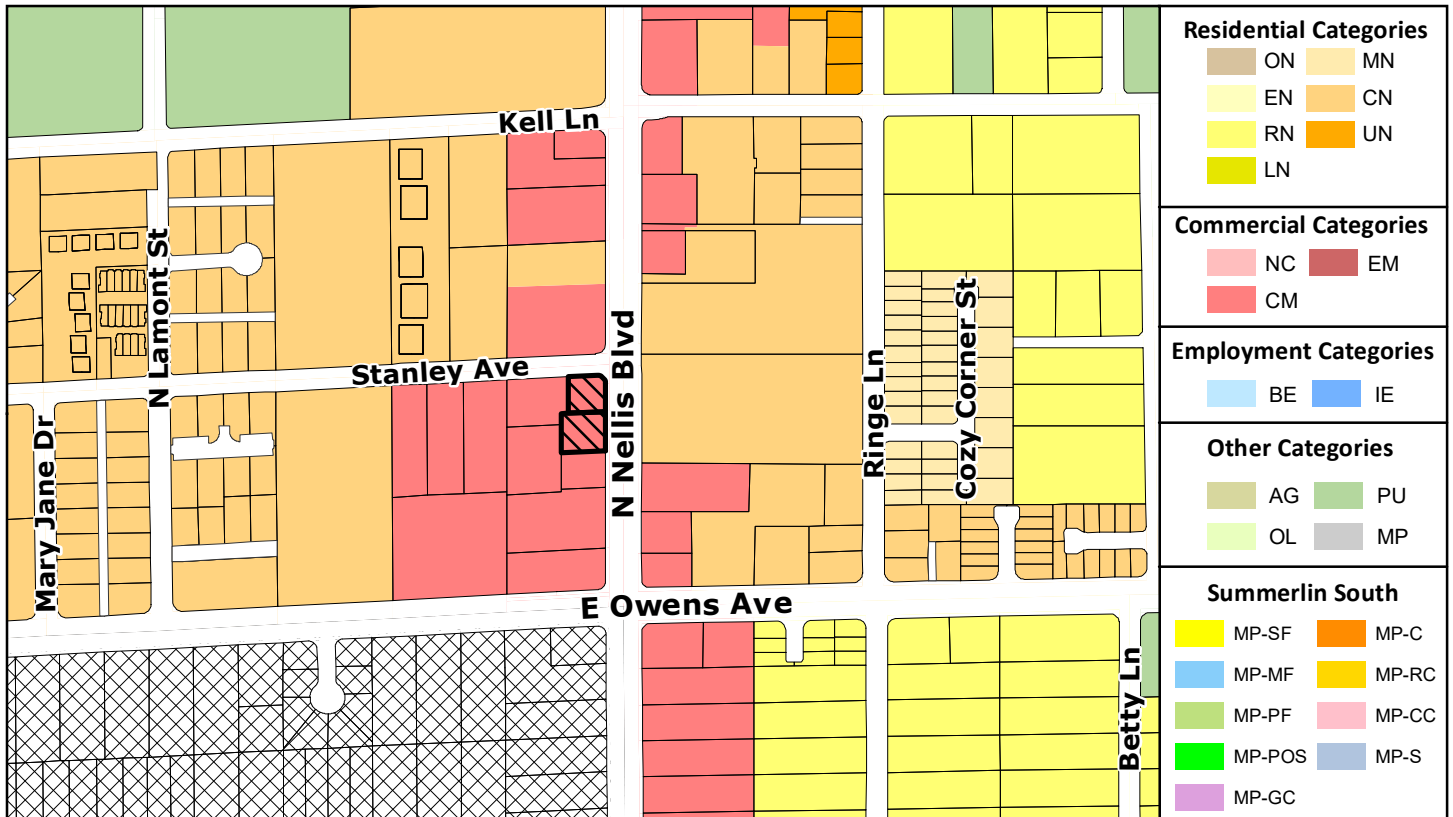 Kell Ln
N Lamont St
Stanley Ave
N Nellis Blvd
Ringe Ln
Cozy Corner St
Mary Jane Dr
E Owens Ave
Betty Ln
Residential Categories
ON MN
EN CN
RN UN
LN
Commercial Categories
NC EM
CM
Employment Categories
BE IE
Other Categories
AG PU
OL MP
Summerlin South
MP-SF MP-C
MP-MF MP-RC
MP-PF MP-CC
MP-POS MP-S
MP-GC